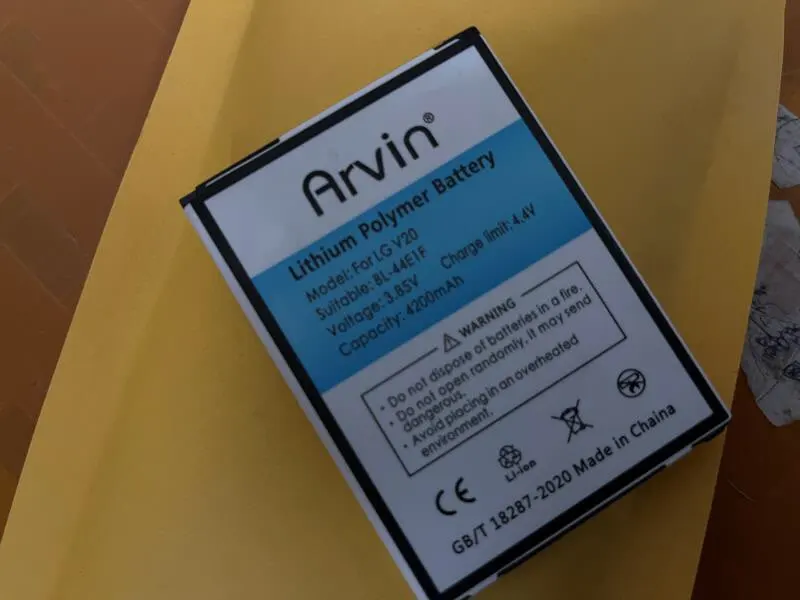 Arvin®
Lithium Polymer Battery
Model: For LG V20
Suitable: BL-44E1F
Voltage: 3.85V Charge limit: 4.4V
Capacity: 4200mAh
WARNING
• Do not dispose of batteries in a fire.
• Do not open randomly, it may send
dangerous.
• Avoid placing in an overheated
environment.
CE
Li-ion
GB/T 18287-2020 Made in Chaina